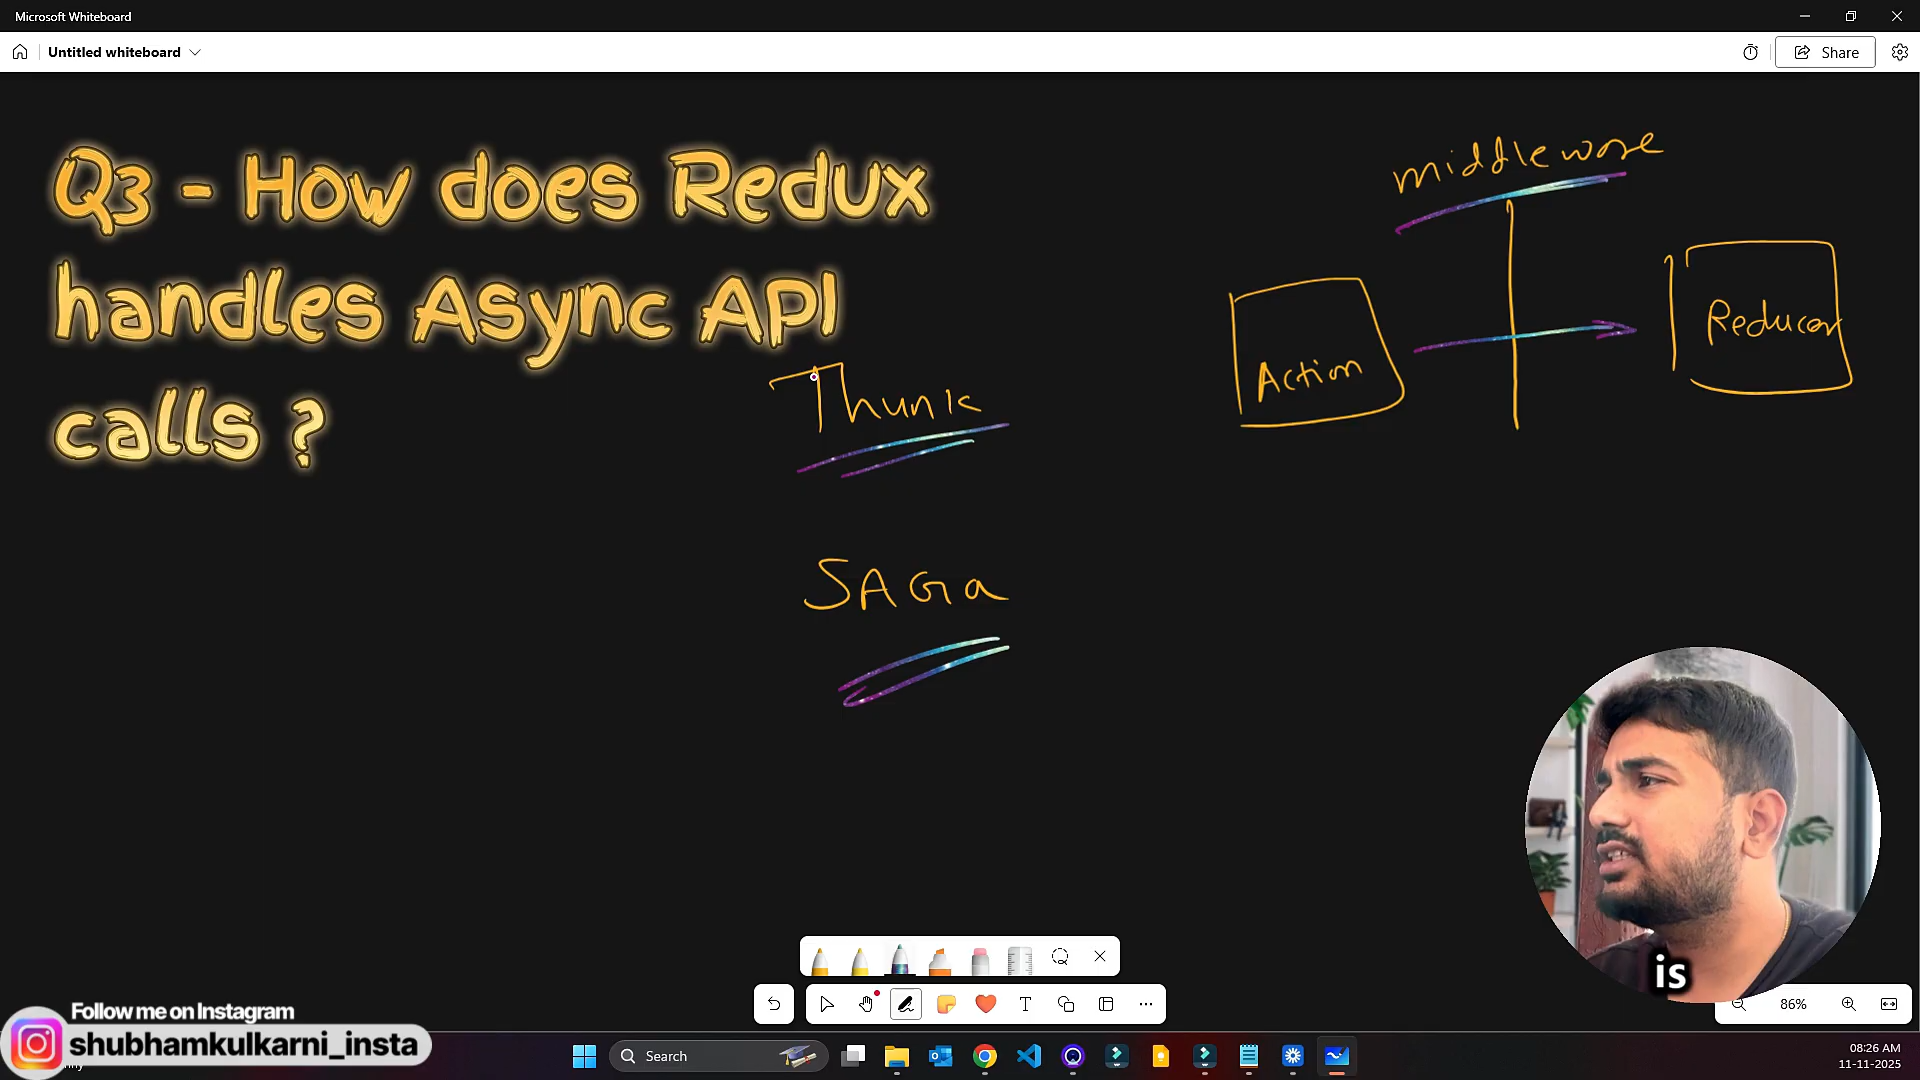 Microsoft Whiteboard
Untitled whiteboard
Share
Q3 - How does Redux
handles Async API
calls ?
Thunk
SAGa
middleware
Action
Reducer
is
86%
Follow me on Instagram
shubhamkulkarni_insta
Search
08:26 AM
11-11-2025